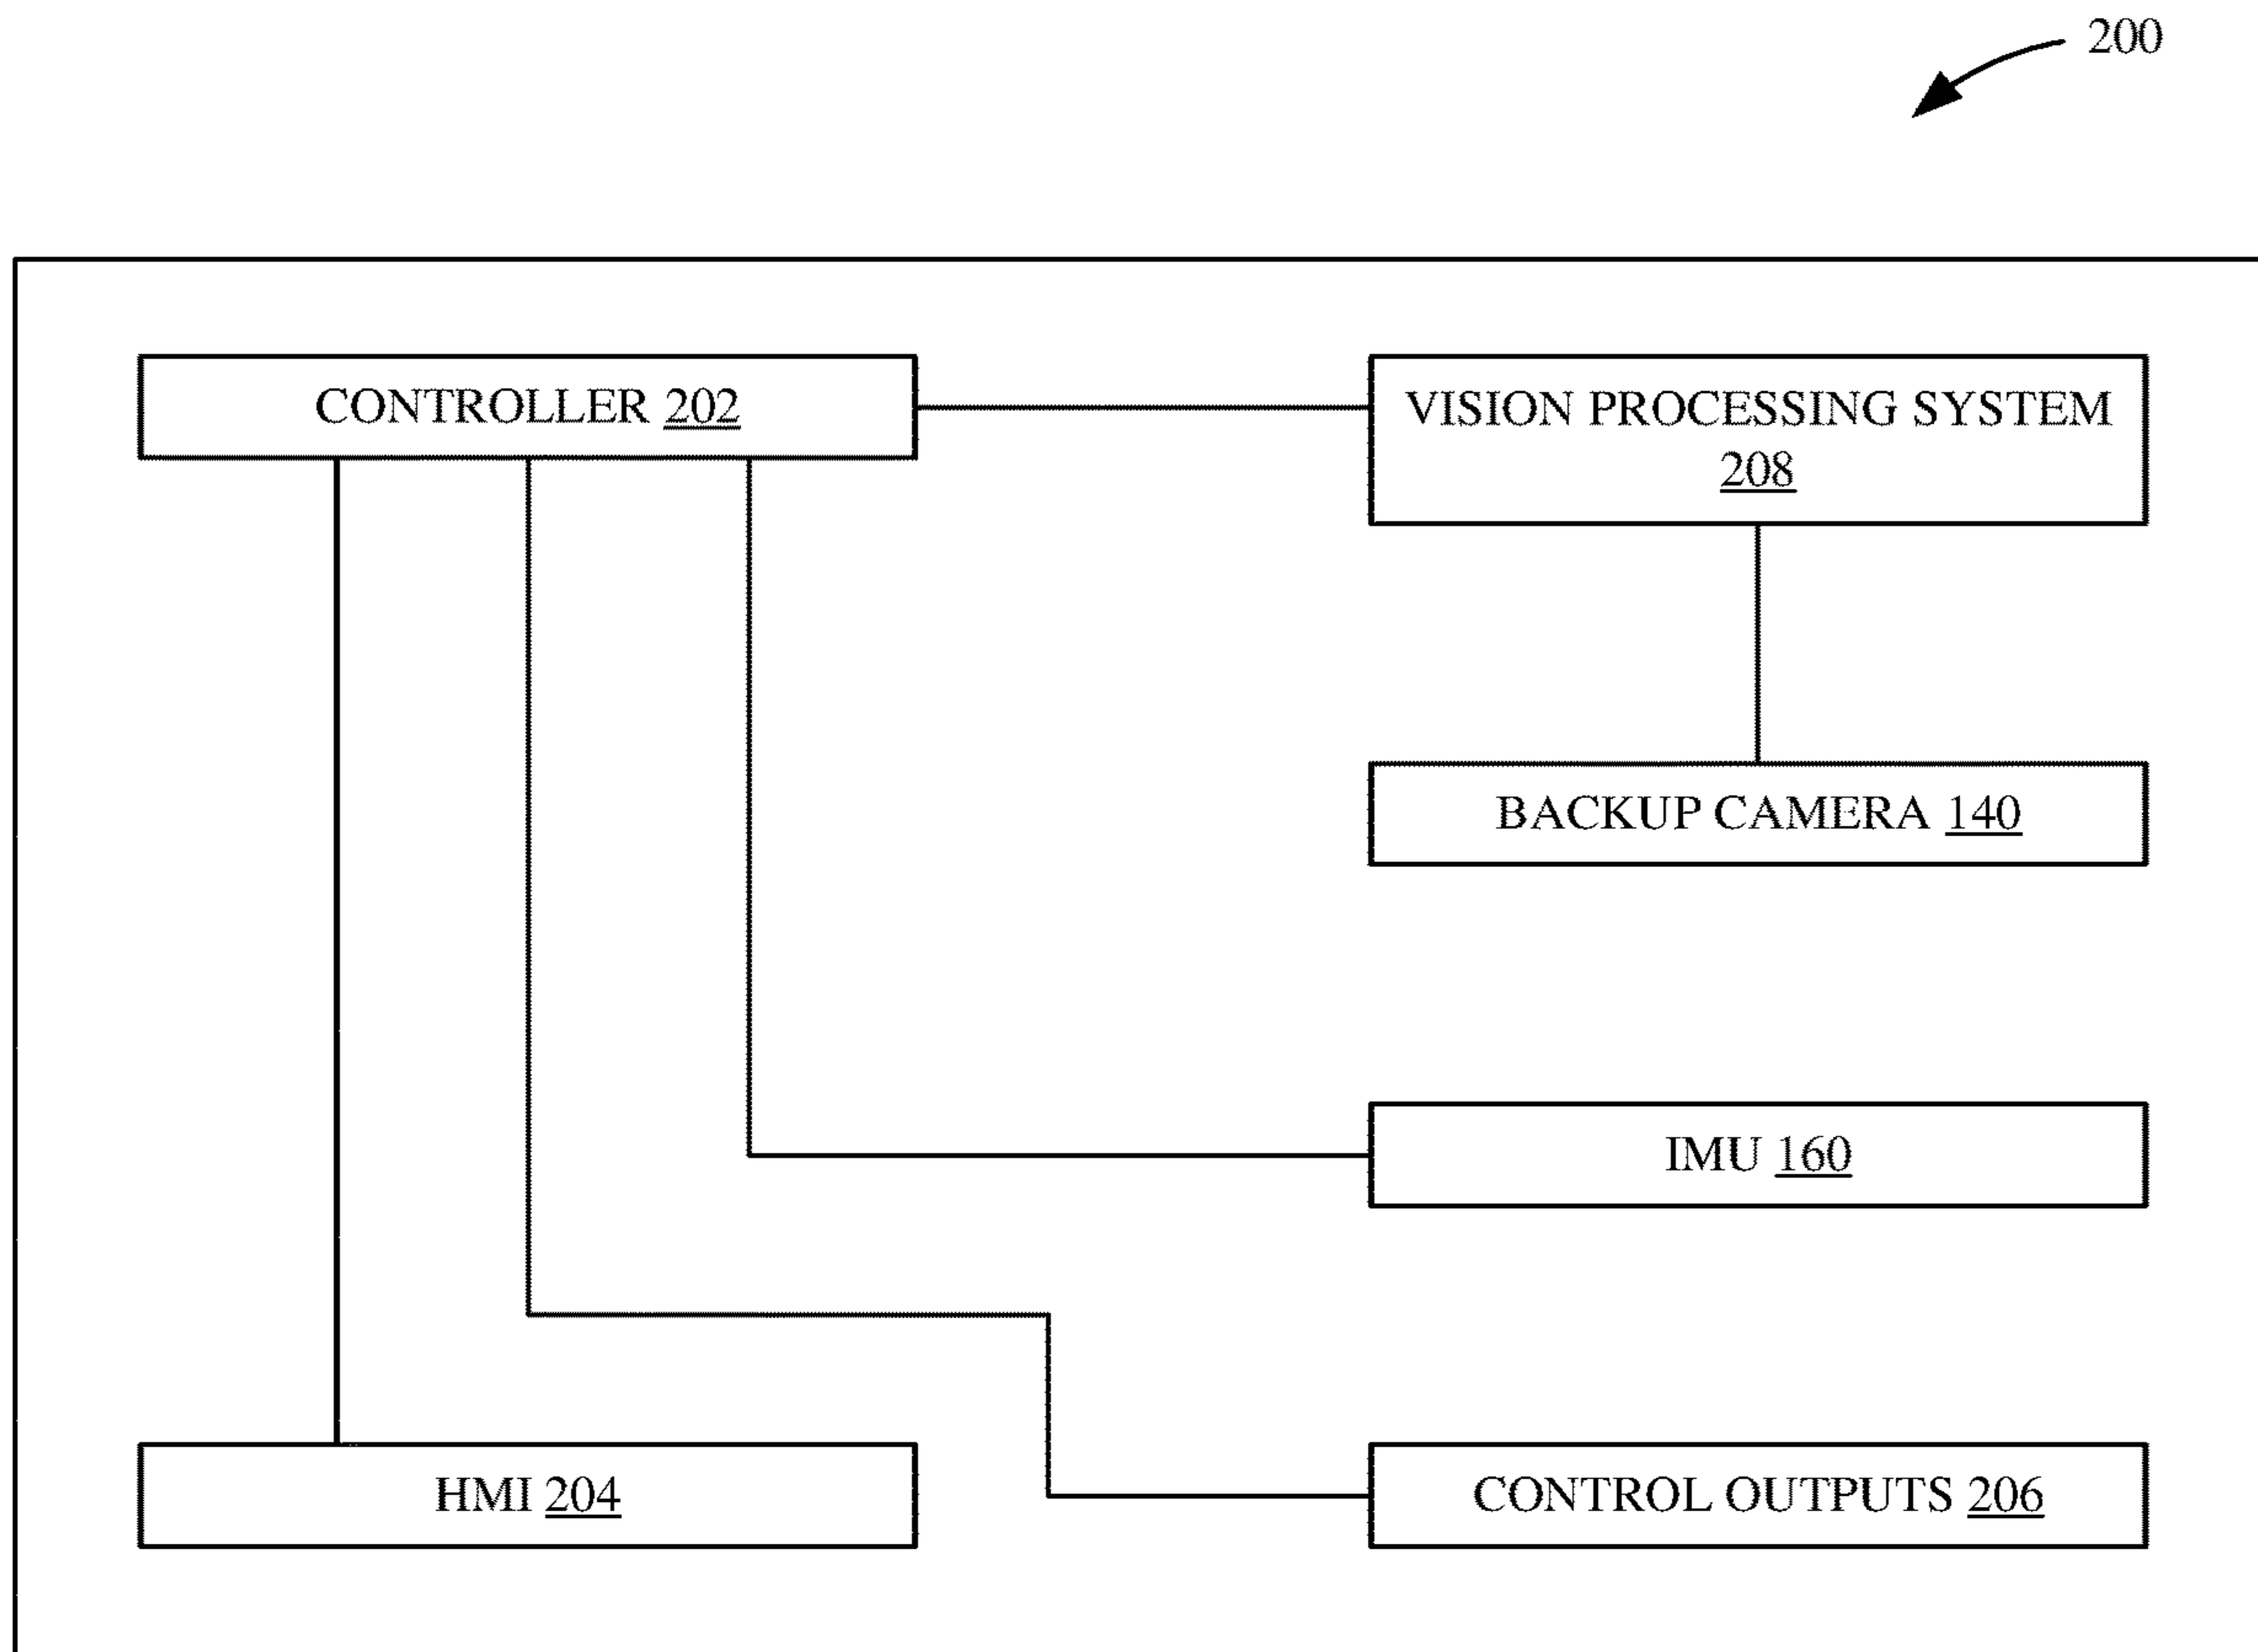 200
CONTROLLER 202
VISION PROCESSING SYSTEM
208
BACKUP CAMERA 140
IMU 160
HMI 204
CONTROL OUTPUTS 206